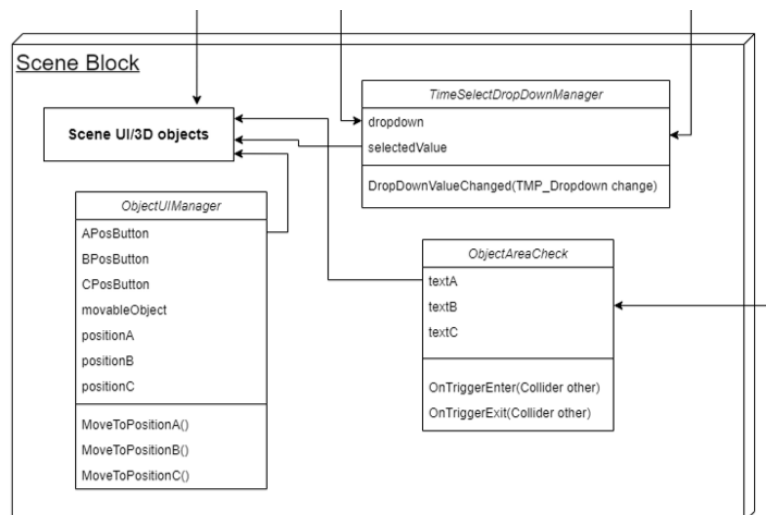 Scene Block
Scene UI/3D objects
TimeSelectDropDownManager
dropdown
selectedValue
DropDownValueChanged(TMP_Dropdown change)
ObjectUIManager
APosButton
BPosButton
CPosButton
movableObject
positionA
positionB
positionC
MoveToPositionA()
MoveToPositionB()
MoveToPositionC()
ObjectAreaCheck
textA
textB
textC
OnTriggerEnter(Collider other)
OnTriggerExit(Collider other)